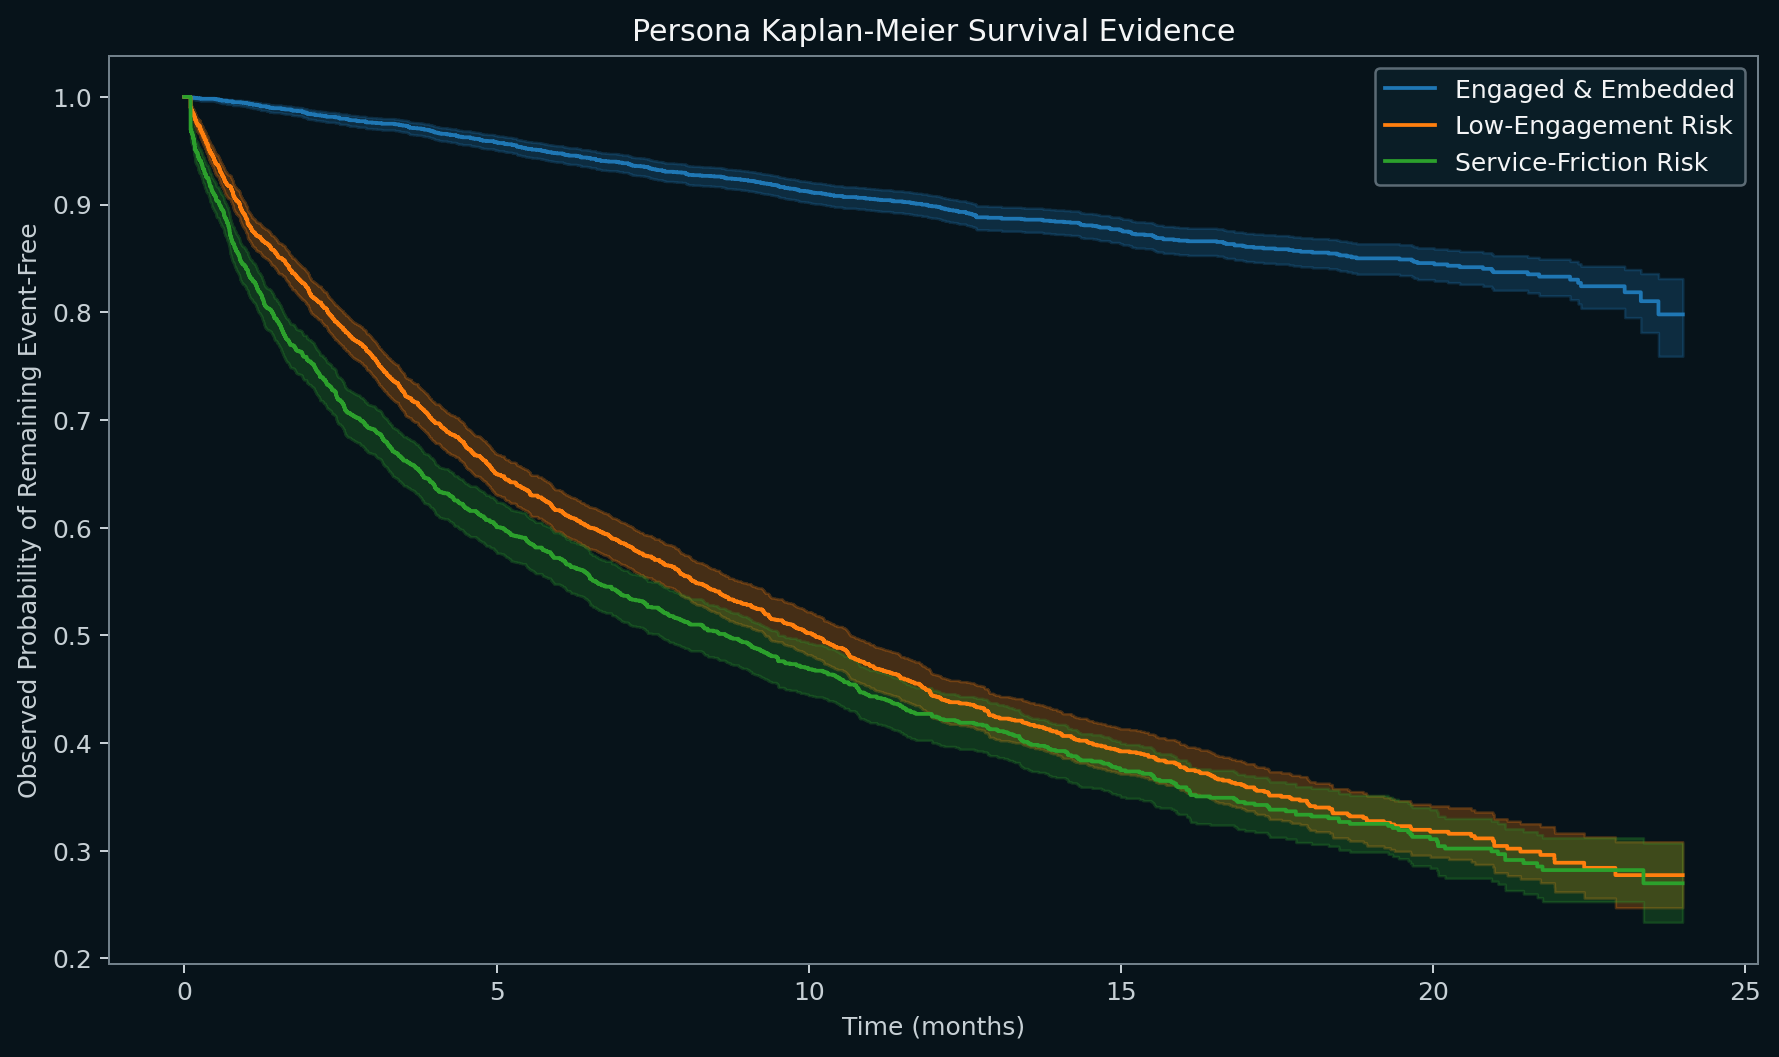 Persona Kaplan-Meier Survival Evidence
Engaged & Embedded
Low-Engagement Risk
Service-Friction Risk
Observed Probability of Remaining Event-Free
1.0
0.9
0.8
0.7
0.6
0.5
0.4
0.3
0.2
0
5
10
15
20
25
Time (months)